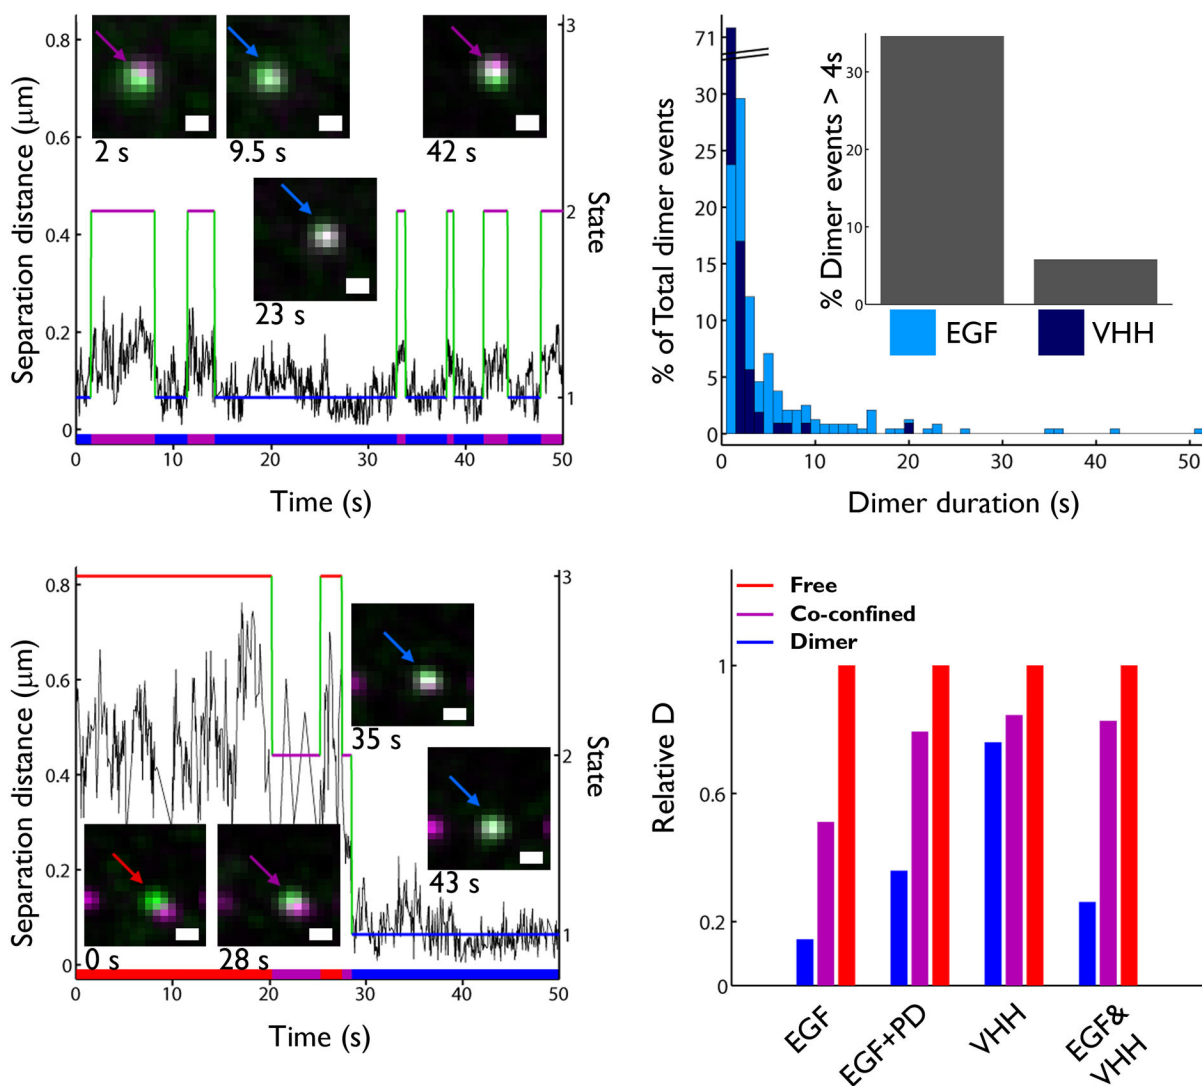 Separation distance (μm)
0.8
0.6
0.4
0.2
0
2 s
9.5 s
42 s
23 s
3
2
1
State
0
10
20
30
40
50
Time (s)
% of Total dimer events
71
30
25
20
15
10
5
0
% Dimer events > 4s
30
20
10
0
EGF
VHH
0
10
20
30
40
50
Dimer duration (s)
Separation distance (μm)
0.8
0.6
0.4
0.2
0
35 s
43 s
0 s
28 s
3
2
1
State
0
10
20
30
40
50
Time (s)
Free
Co-confined
Dimer
Relative D
1
0.6
0.2
0
EGF
EGF+PD
VHH
EGF&
VHH